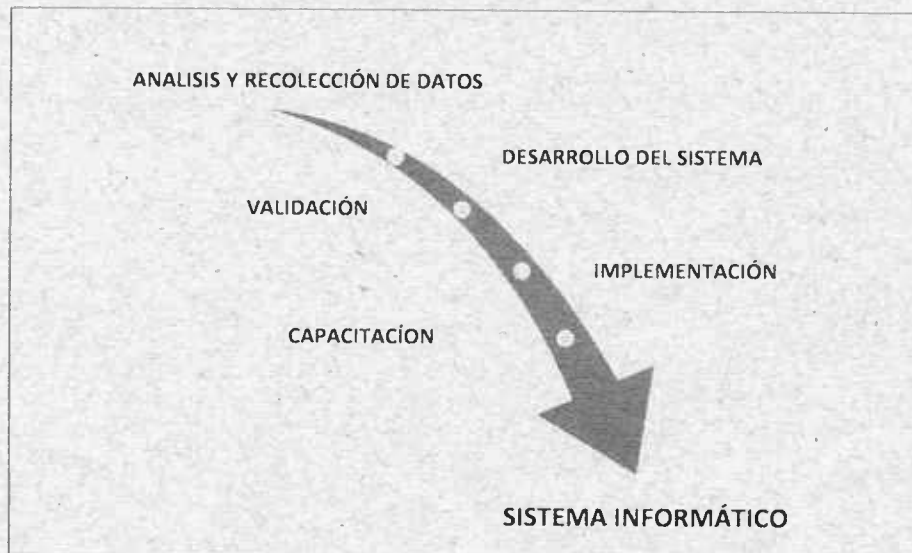 ANALISIS Y RECOLECCIÓN DE DATOS
DESARROLLO DEL SISTEMA
VALIDACIÓN
IMPLEMENTACIÓN
CAPACITACÍON
SISTEMA INFORMÁTICO